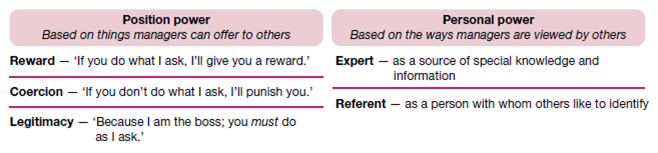 Position power
Based on things managers can offer to others
Reward — ‘If you do what I ask, I’ll give you a reward.’
Coercion — ‘If you don’t do what I ask, I’ll punish you.’
Legitimacy — ‘Because I am the boss; you must do
as I ask.’
Personal power
Based on the ways managers are viewed by others
Expert — as a source of special knowledge and
information
Referent — as a person with whom others like to identify